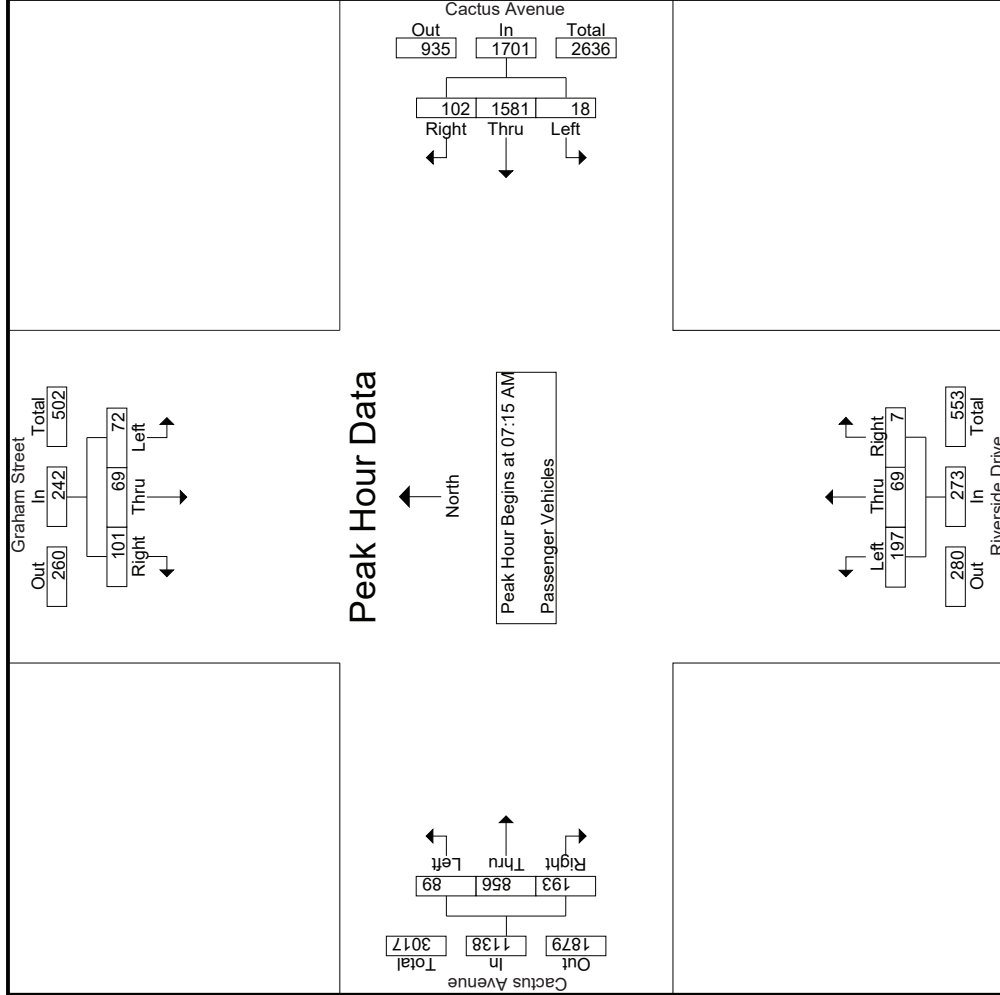 Cactus Avenue
Out In Total
935 1701 2636
102 1581 18
Right Thru Left
Graham Street
Out In Total
260 242 502
101 69 72
Right Thru Left
Peak Hour Data
North
Peak Hour Begins at 07:15 AM
Passenger Vehicles
Left Thru Right
197 69 7
280 273 553
Out In Total
Riverside Drive
Left Thru Right
89 856 193
3017 1138 1879
Total In Out
Cactus Avenue